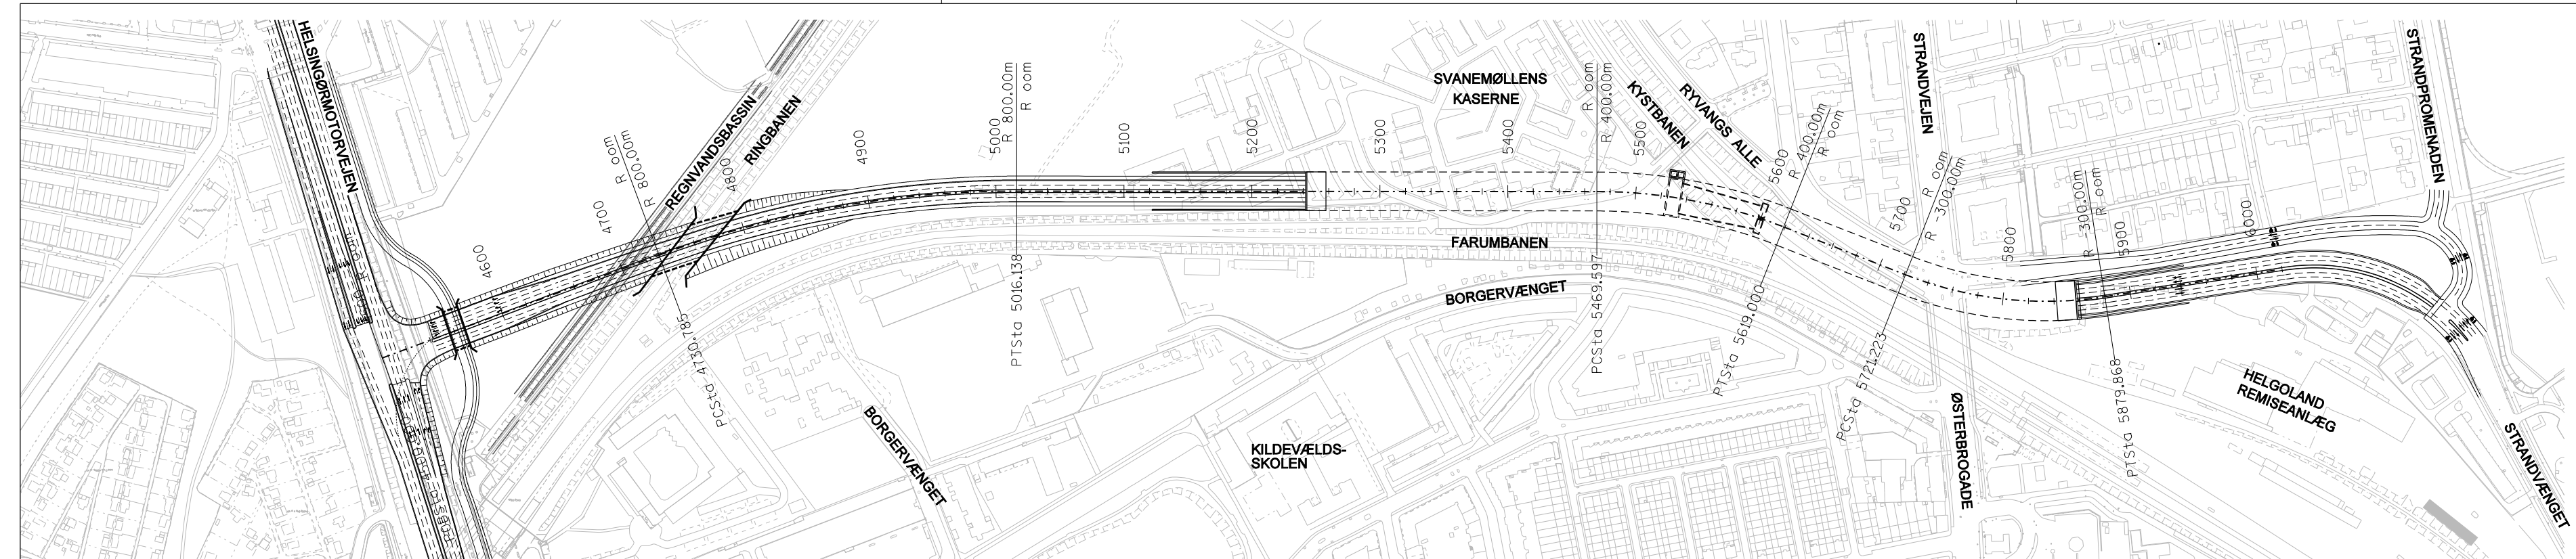 HELSINGØRMOTORVEJEN
REGNVANDSBASSIN
RINGBANEN
SVANEMØLLENS
KASERNE
KYSTBANEN
RYVANGS ALLE
STRANDVEJEN
STRANDPROMENADEN
FARUMBANEN
BORGERVÆNGET
BORGERVÆNGET
KILDEVÆLDS-
SKOLEN
ØSTERBROGADE
HELGOLAND
REMISEANLÆG
STRANDVÆNGET
4600
4700
4800
4900
5000
5100
5200
5300
5400
5500
5600
5700
5800
5900
6000
R oom
R 800.00m
PCSta 4730.785
R 800.00m
R oom
PTSta 5016.138
R oom
R 400.00m
PCSta 5469.597
R 400.00m
R oom
PTSta 5619.000
R oom
R -300.00m
PCSta 5721.223
R -300.00m
R oom
PTSta 5879.868